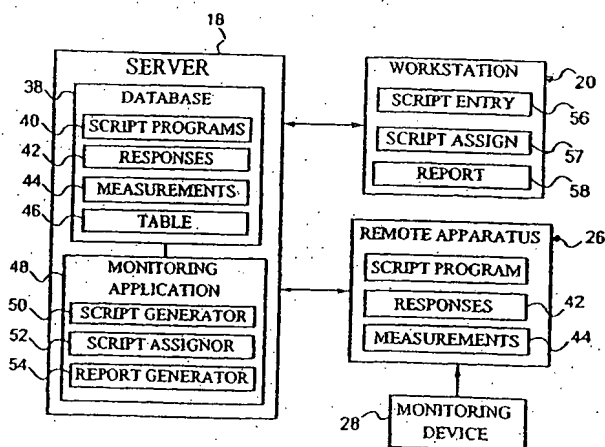 18
SERVER
38
DATABASE
40
SCRIPT PROGRAMS
42
RESPONSES
44
MEASUREMENTS
46
TABLE
48
MONITORING
APPLICATION
50
SCRIPT GENERATOR
52
SCRIPT ASSIGNOR
54
REPORT GENERATOR
WORKSTATION
20
SCRIPT ENTRY
56
SCRIPT ASSIGN
57
REPORT
58
REMOTE APPARATUS
26
SCRIPT PROGRAM
RESPONSES
42
MEASUREMENTS
44
28
MONITORING
DEVICE